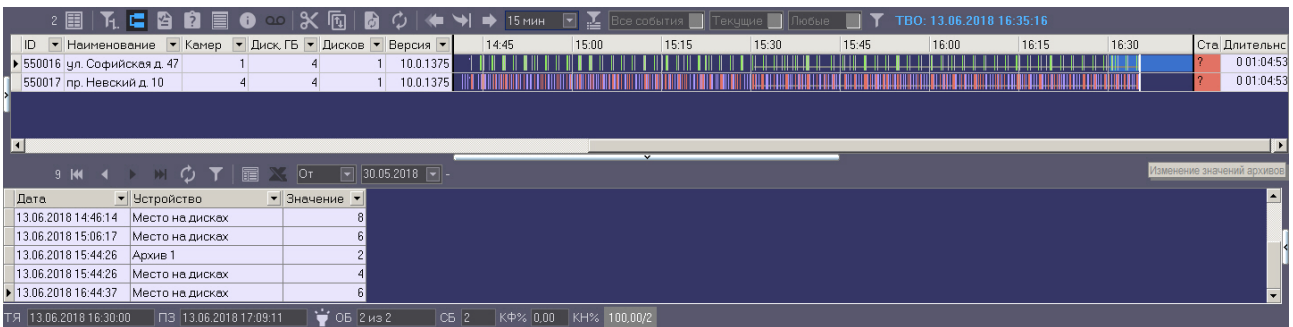 2 15 мин Все события Текущие Любые ТВО: 13.06.2018 16:35:16
ID Наименование Камер Диск, ГБ Дисков Версия 14:45 15:00 15:15 15:30 15:45 16:00 16:15 16:30 Ста Длительнс
550016 ул. Софийская д. 47 1 4 1 10.0.1375 ? 0 01:04:53
550017 пр. Невский д. 10 4 4 1 10.0.1375 ? 0 01:04:53
9 От 30.05.2018 - Изменение значений архивов
Дата Устройство Значение
13.06.2018 14:46:14 Место на дисках 8
13.06.2018 15:06:17 Место на дисках 6
13.06.2018 15:44:26 Архив 1 2
13.06.2018 15:44:26 Место на дисках 4
13.06.2018 16:44:37 Место на дисках 6
ТЯ 13.06.2018 16:30:00 ПЗ 13.06.2018 17:09:11 ОБ 2 из 2 СБ 2 КФ% 0,00 КН% 100,00/2